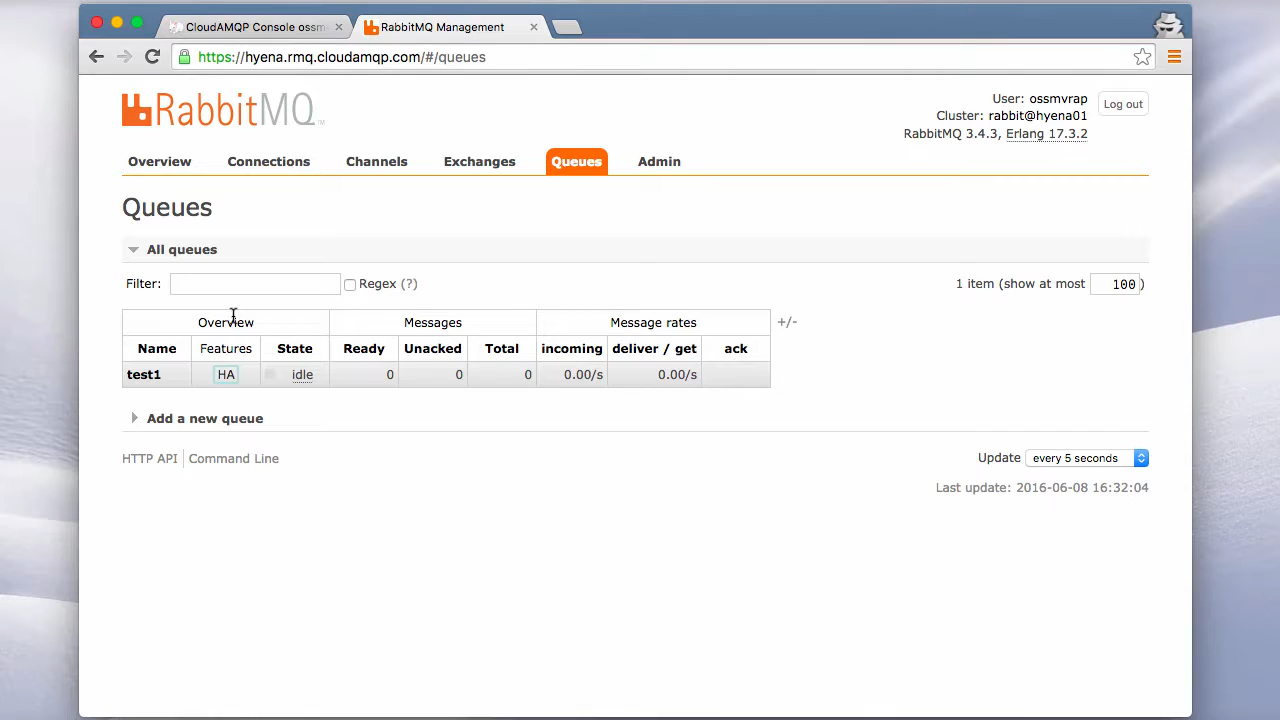 CloudAMQP Console ossm
RabbitMQ Management
https://hyena.rmq.cloudamqp.com/#/queues
RabbitMQ™
User: ossmvrap
Log out
Cluster: rabbit@hyena01
RabbitMQ 3.4.3, Erlang 17.3.2
Overview Connections Channels Exchanges Queues Admin
Queues
All queues
Filter: Regex (?) 1 item (show at most 100)
Overview Messages Message rates +/-
Name Features State Ready Unacked Total incoming deliver / get ack
test1 HA idle 0 0 0 0.00/s 0.00/s
Add a new queue
HTTP API Command Line Update every 5 seconds
Last update: 2016-06-08 16:32:04